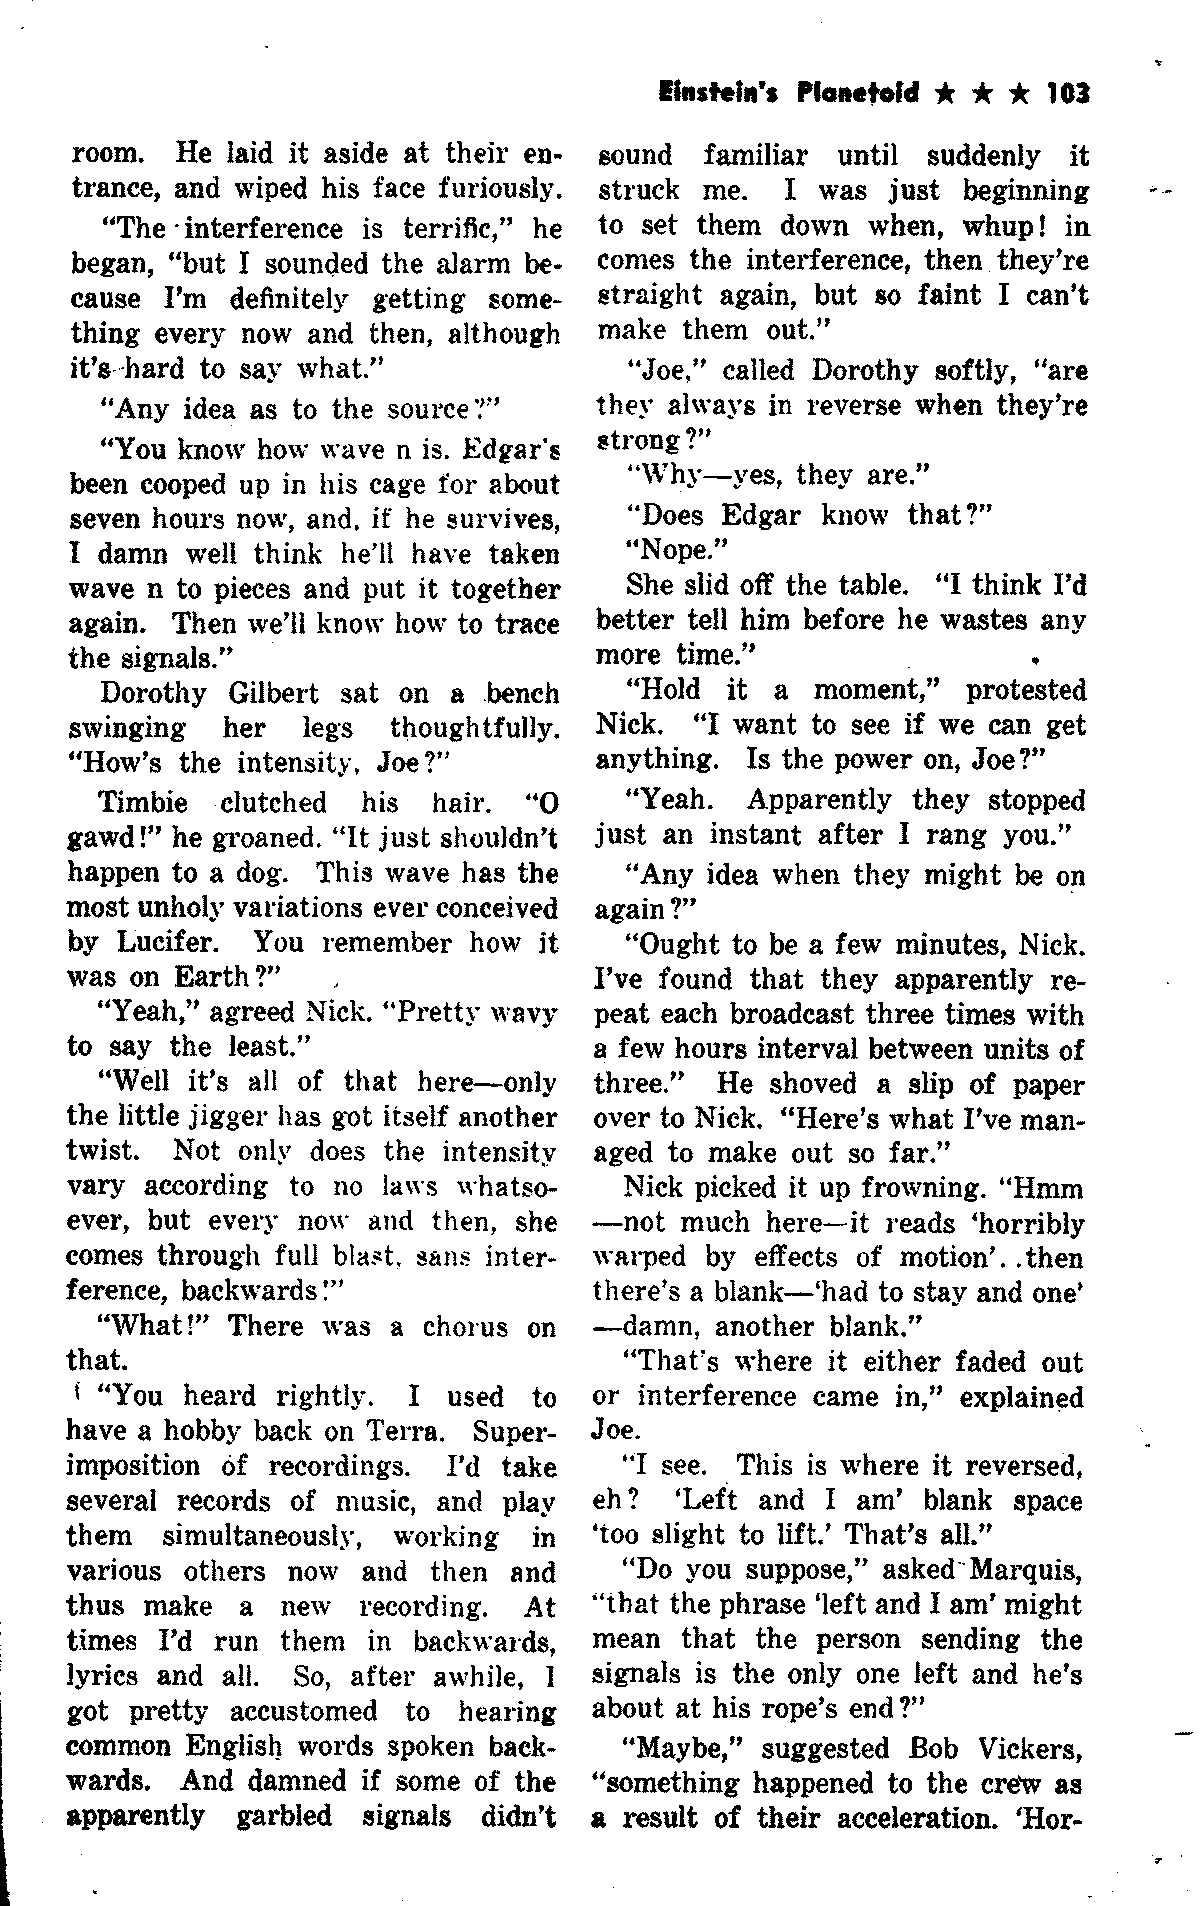 Einstein's Planetoid ★ ★ ★ 103
room. He laid it aside at their en-
trance, and wiped his face furiously.
"The interference is terrific," he
began, "but I sounded the alarm be-
cause I'm definitely getting some-
thing every now and then, although
it's hard to say what."
"Any idea as to the source?"
"You know how wave n is. Edgar's
been cooped up in his cage for about
seven hours now, and, if he survives,
I damn well think he'll have taken
wave n to pieces and put it together
again. Then we'll know how to trace
the signals."
Dorothy Gilbert sat on a bench
swinging her legs thoughtfully.
"How's the intensity, Joe?"
Timbie clutched his hair. "O
gawd!" he groaned. "It just shouldn't
happen to a dog. This wave has the
most unholy variations ever conceived
by Lucifer. You remember how it
was on Earth?"
"Yeah," agreed Nick. "Pretty wavy
to say the least."
"Well it's all of that here—only
the little jigger has got itself another
twist. Not only does the intensity
vary according to no laws whatso-
ever, but every now and then, she
comes through full blast, sans inter-
ference, backwards!"
"What!" There was a chorus on
that.
"You heard rightly. I used to
have a hobby back on Terra. Super-
imposition of recordings. I'd take
several records of music, and play
them simultaneously, working in
various others now and then and
thus make a new recording. At
times I'd run them in backwards,
lyrics and all. So, after awhile, I
got pretty accustomed to hearing
common English words spoken back-
wards. And damned if some of the
apparently garbled signals didn't
sound familiar until suddenly it
struck me. I was just beginning
to set them down when, whup! in
comes the interference, then they're
straight again, but so faint I can't
make them out."
"Joe," called Dorothy softly, "are
they always in reverse when they're
strong?"
"Why—yes, they are."
"Does Edgar know that?"
"Nope."
She slid off the table. "I think I'd
better tell him before he wastes any
more time."
"Hold it a moment," protested
Nick. "I want to see if we can get
anything. Is the power on, Joe?"
"Yeah. Apparently they stopped
just an instant after I rang you."
"Any idea when they might be on
again?"
"Ought to be a few minutes, Nick.
I've found that they apparently re-
peat each broadcast three times with
a few hours interval between units of
three." He shoved a slip of paper
over to Nick. "Here's what I've man-
aged to make out so far."
Nick picked it up frowning. "Hmm
—not much here—it reads 'horribly
warped by effects of motion'..then
there's a blank—'had to stay and one'
—damn, another blank."
"That's where it either faded out
or interference came in," explained
Joe.
"I see. This is where it reversed,
eh? 'Left and I am' blank space
'too slight to lift.' That's all."
"Do you suppose," asked Marquis,
"that the phrase 'left and I am' might
mean that the person sending the
signals is the only one left and he's
about at his rope's end?"
"Maybe," suggested Bob Vickers,
"something happened to the crew as
a result of their acceleration. 'Hor-